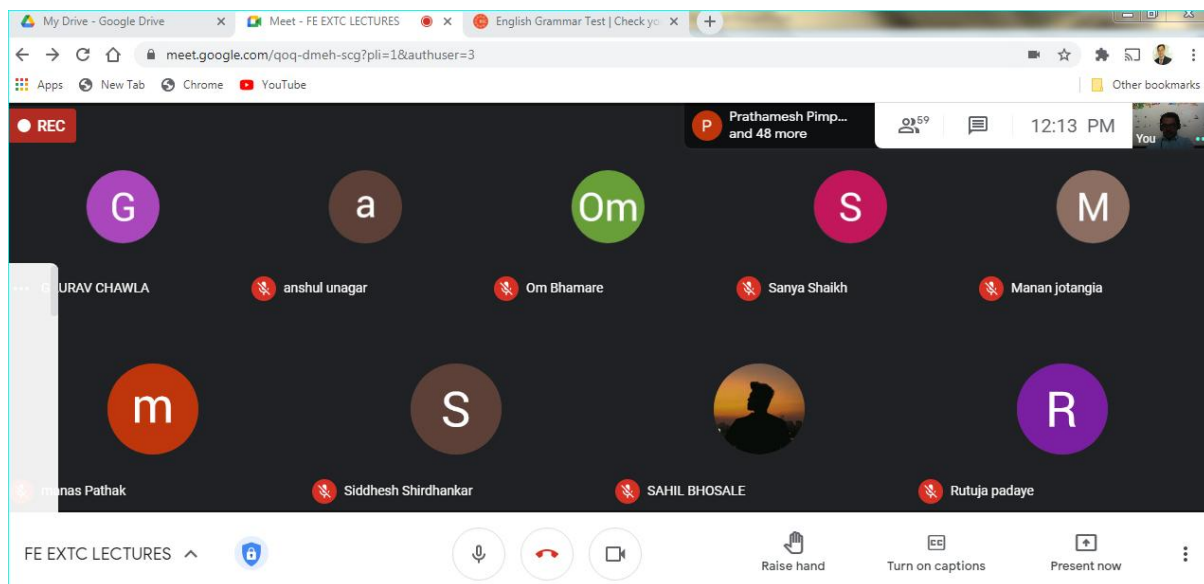 My Drive - Google Drive
Meet - FE EXTC LECTURES
English Grammar Test | Check yo
meet.google.com/qoq-dmeh-scg?pli=1&authuser=3
Apps New Tab Chrome YouTube Other bookmarks
REC
P Prathamesh Pimp...
and 48 more
59
12:13 PM
You
G a Om S M
URAV CHAWLA anshul unagar Om Bhamare Sanya Shaikh Manan jotangia
m S R
manas Pathak Siddhesh Shirdhankar SAHIL BHOSALE Rutuja padaye
FE EXTC LECTURES
Raise hand Turn on captions Present now